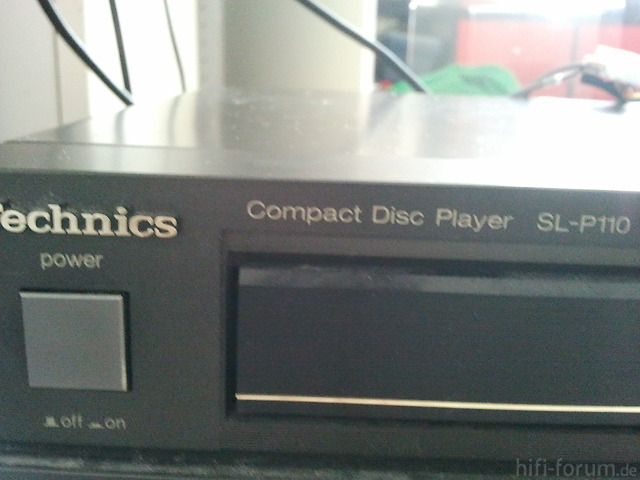 Technics
Compact Disc Player SL-P110
power
off on
hifi-forum.de